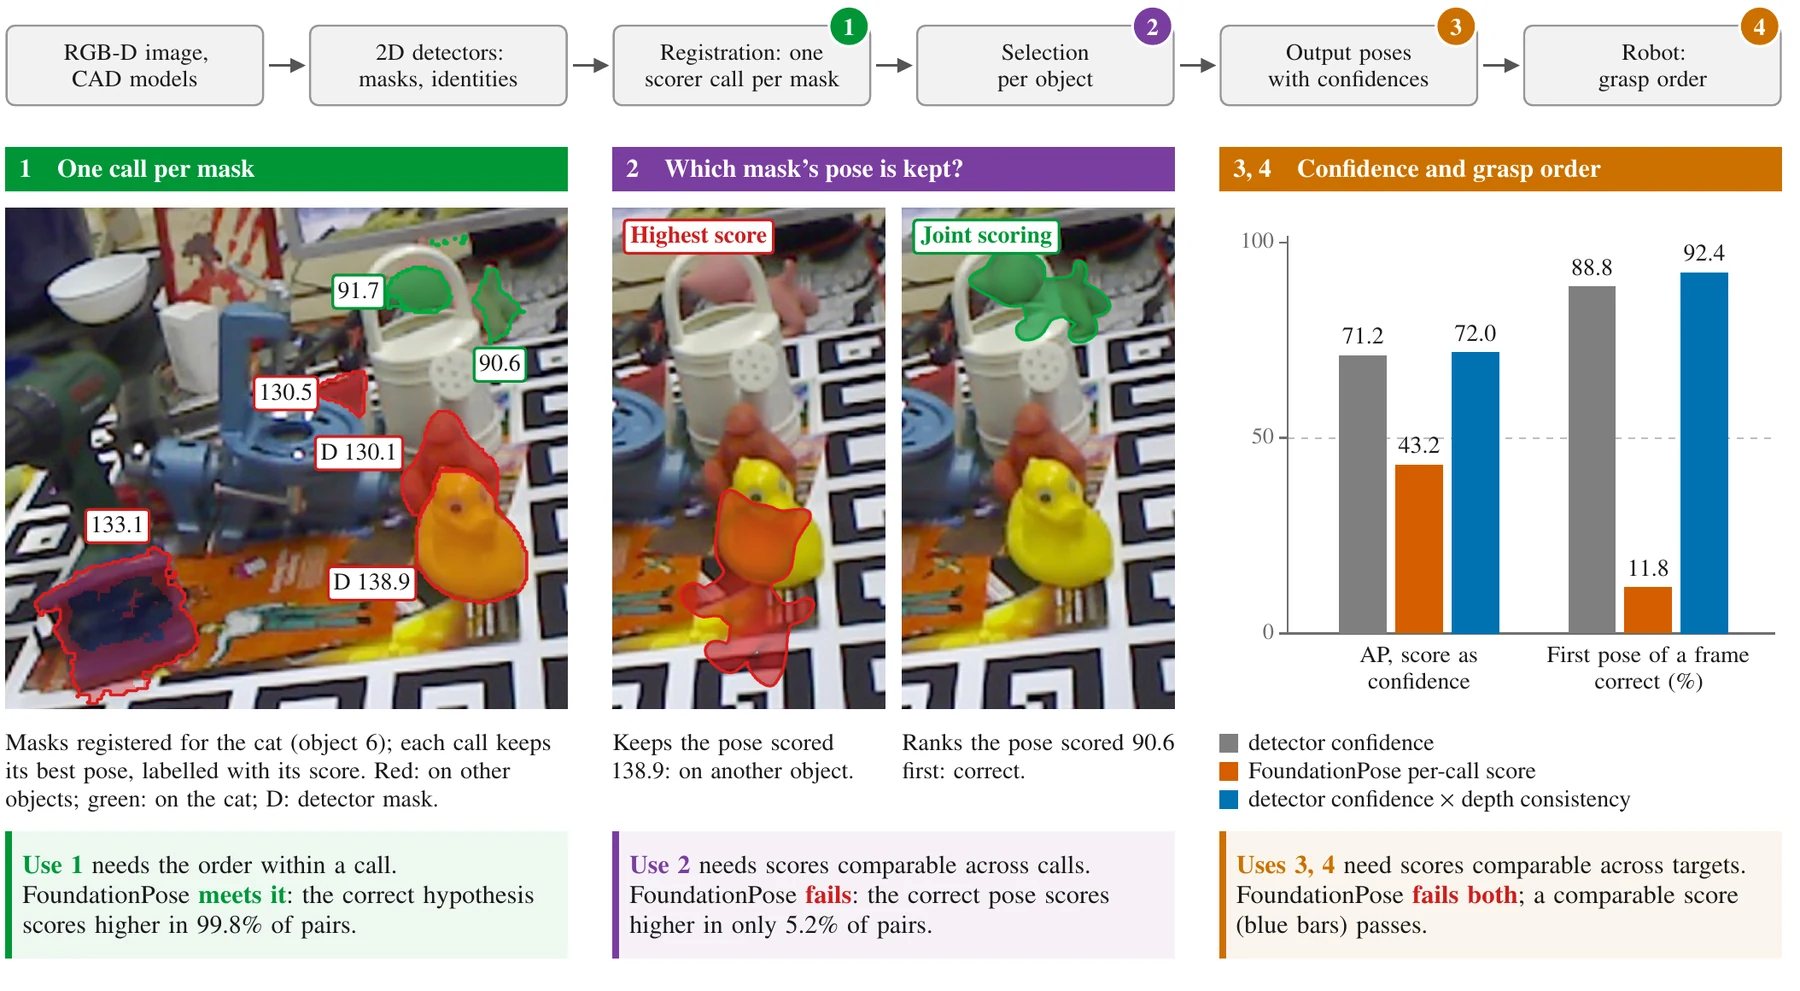 RGB-D image,
CAD models
2D detectors:
masks, identities
1
Registration: one
scorer call per mask
2
Selection
per object
3
Output poses
with confidences
4
Robot:
grasp order
1 One call per mask
91.7
90.6
130.5
D 130.1
133.1
D 138.9
Masks registered for the cat (object 6); each call keeps
its best pose, labelled with its score. Red: on other
objects; green: on the cat; D: detector mask.
Use 1 needs the order within a call.
FoundationPose meets it: the correct hypothesis
scores higher in 99.8% of pairs.
2 Which mask's pose is kept?
Highest score
Joint scoring
Keeps the pose scored
138.9: on another object.
Ranks the pose scored 90.6
first: correct.
Use 2 needs scores comparable across calls.
FoundationPose fails: the correct pose scores
higher in only 5.2% of pairs.
3, 4 Confidence and grasp order
100
50
0
71.2
43.2
72.0
88.8
11.8
92.4
AP, score as
confidence
First pose of a frame
correct (%)
detector confidence
FoundationPose per-call score
detector confidence × depth consistency
Uses 3, 4 need scores comparable across targets.
FoundationPose fails both; a comparable score
(blue bars) passes.